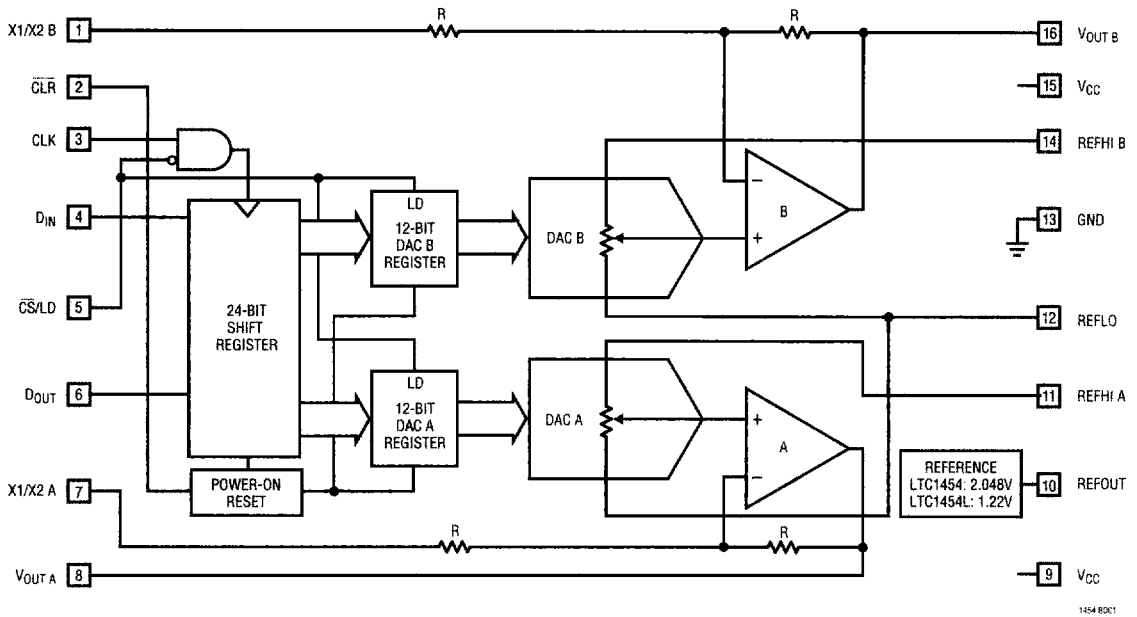 X1/X2 B 1
R
R
16 VOUT B
CLR 2
15 VCC
CLK 3
14 REFHI B
DIN 4
LD
12-BIT
DAC B
REGISTER
DAC B
−
B
+
13 GND
CS/LD 5
24-BIT
SHIFT
REGISTER
12 REFLO
DOUT 6
LD
12-BIT
DAC A
REGISTER
DAC A
+
A
−
11 REFHI A
X1/X2 A 7
POWER-ON
RESET
REFERENCE
LTC1454: 2.048V
LTC1454L: 1.22V
10 REFOUT
R
R
VOUT A 8
9 VCC
1454 BD01